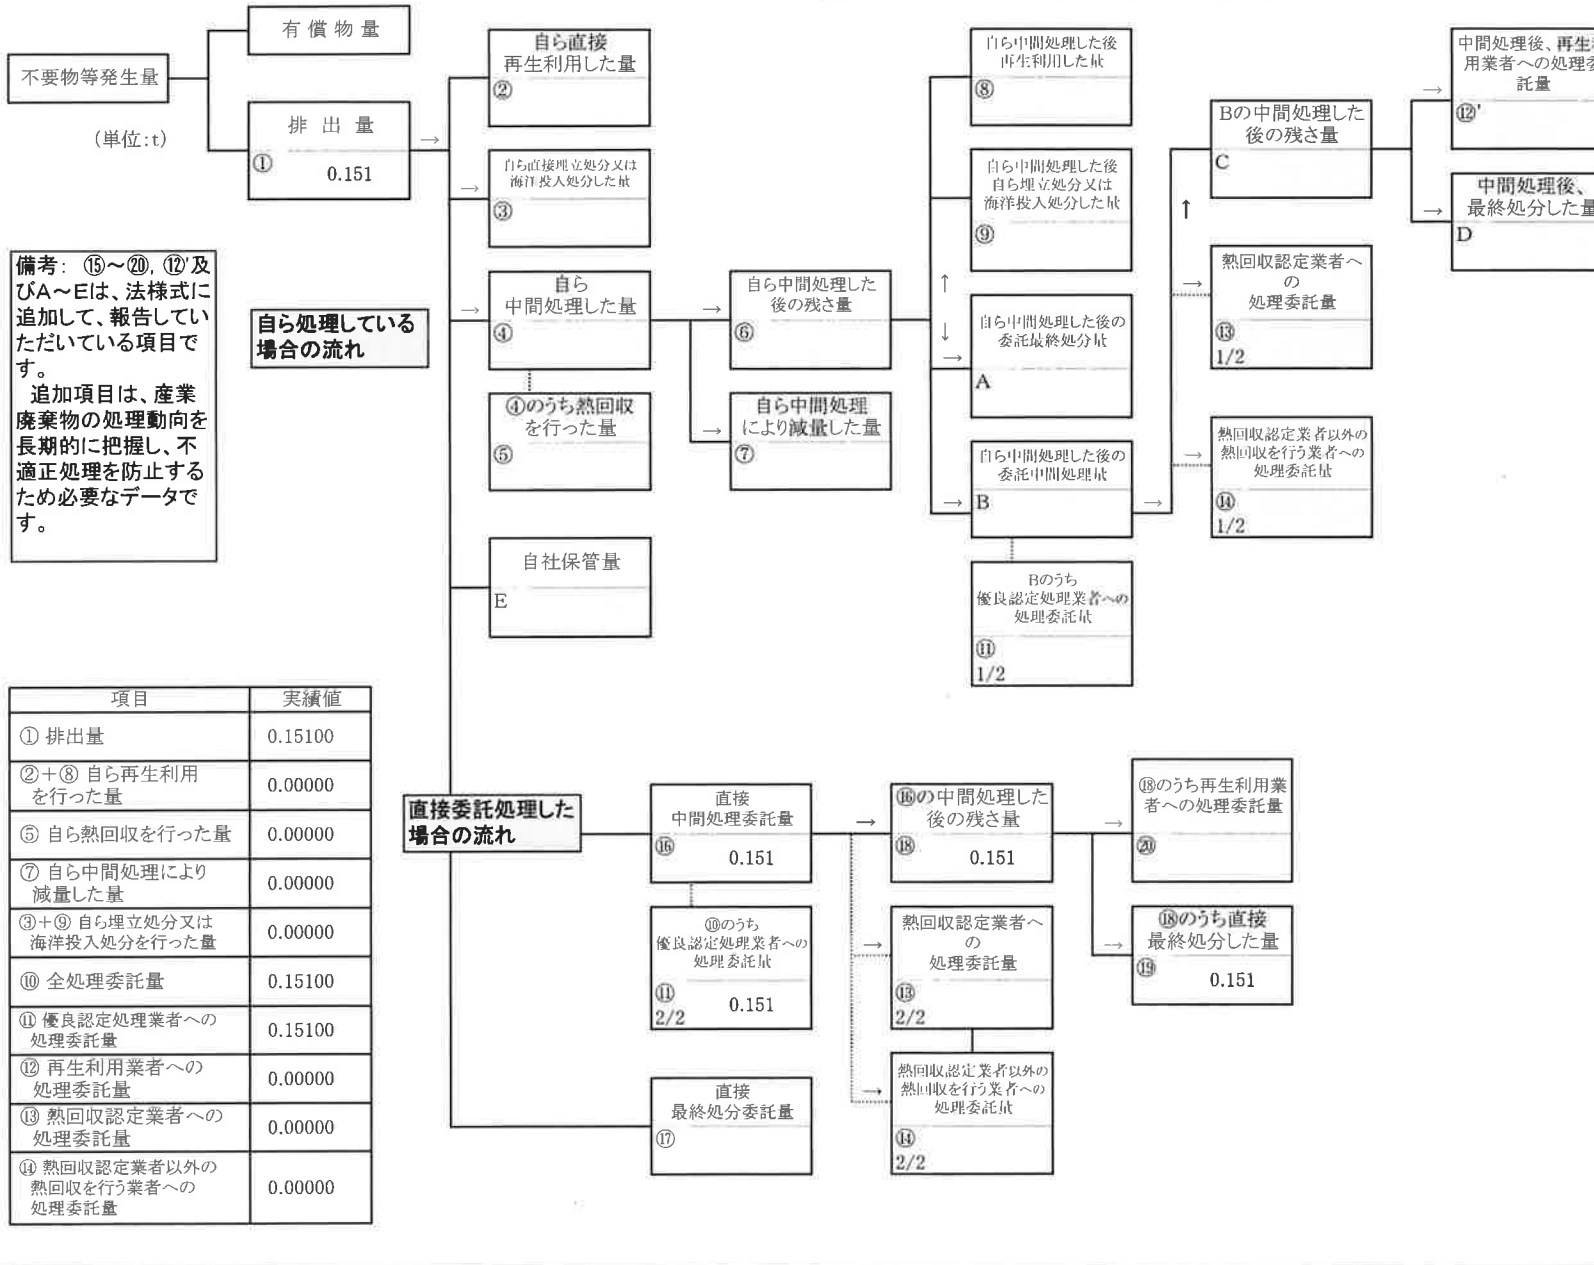 不要物等発生量
(単位:t)
有償物量
排出量
①
0.151
→
自ら直接
再生利用した量
②
→
自ら直接埋立処分又は
海洋投入処分した量
③
→
自ら
中間処理した量
④
④のうち熱回収
を行った量
⑤
自社保管量
E
→
自ら中間処理した
後の残さ量
⑥
→
自ら中間処理
により減量した量
⑦
自ら中間処理した後
再生利用した量
⑧
自ら中間処理した後
自ら埋立処分又は
海洋投入処分した量
⑨
↑
↓
→
自ら中間処理した後の
委託最終処分量
A
→
自ら中間処理した後の
委託中間処理量
B
Bのうち
優良認定処理業者への
処理委託量
⑪
1/2
→
↑
Bの中間処理した
後の残さ量
C
→
熱回収認定業者へ
の
処理委託量
⑬
1/2
→
熱回収認定業者以外の
熱回収を行う業者への
処理委託量
⑭
1/2
→
中間処理後、再生
用業者への処理委
託量
⑫'
→
中間処理後、
最終処分した量
D
備考: ⑮~⑳, ⑫'及
びA~Eは、法様式に
追加して、報告してい
ただいている項目で
す。
追加項目は、産業
廃棄物の処理動向を
長期的に把握し、不
適正処理を防止する
ため必要なデータで
す。
自ら処理している
場合の流れ
項目 実績値
① 排出量 0.15100
②+⑧ 自ら再生利用
を行った量 0.00000
⑤ 自ら熱回収を行った量 0.00000
⑦ 自ら中間処理により
減量した量 0.00000
③+⑨ 自ら埋立処分又は
海洋投入処分を行った量 0.00000
⑩ 全処理委託量 0.15100
⑪ 優良認定処理業者への
処理委託量 0.15100
⑫ 再生利用業者への
処理委託量 0.00000
⑬ 熱回収認定業者への
処理委託量 0.00000
⑭ 熱回収認定業者以外の
熱回収を行う業者への
処理委託量 0.00000
直接委託処理した
場合の流れ
直接
中間処理委託量
⑯
0.151
⑩のうち
優良認定処理業者への
処理委託量
⑪
0.151
2/2
直接
最終処分委託量
⑰
→
⑯の中間処理した
後の残さ量
⑱
0.151
→
熱回収認定業者へ
の
処理委託量
⑬
2/2
→
熱回収認定業者以外の
熱回収を行う業者への
処理委託量
⑭
2/2
→
⑱のうち再生利用業
者への処理委託量
⑳
→
⑱のうち直接
最終処分した量
⑲
0.151